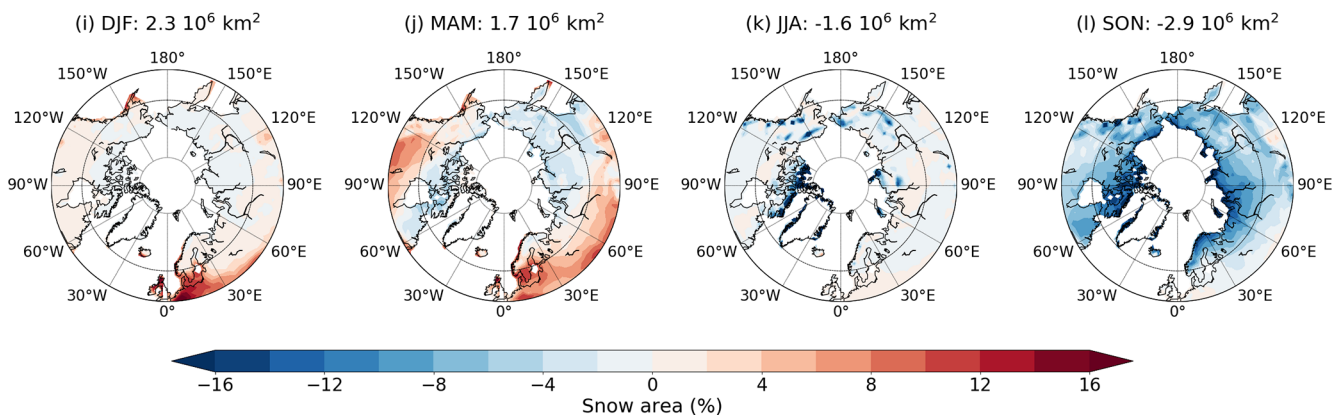 (i) DJF: 2.3 10⁶ km²
(j) MAM: 1.7 10⁶ km²
(k) JJA: -1.6 10⁶ km²
(l) SON: -2.9 10⁶ km²
180°
150°W 150°E
120°W 120°E
90°W 90°E
60°W 60°E
30°W 30°E
0°
180°
150°W 150°E
120°W 120°E
90°W 90°E
60°W 60°E
30°W 30°E
0°
180°
150°W 150°E
120°W 120°E
90°W 90°E
60°W 60°E
30°W 30°E
0°
180°
150°W 150°E
120°W 120°E
90°W 90°E
60°W 60°E
30°W 30°E
0°
−16 −12 −8 −4 0 4 8 12 16
Snow area (%)